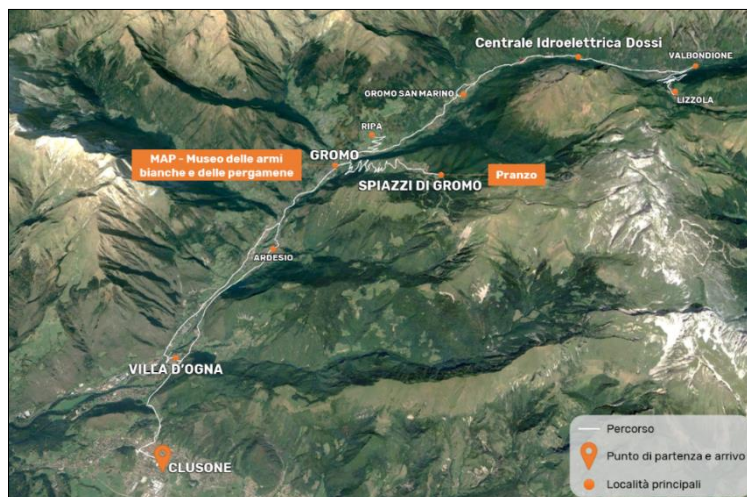 Centrale Idroelettrica Dossi
VALBONDIONE
GROMO SAN MARINO
LIZZOLA
RIPA
GROMO
MAP - Museo delle armi
bianche e delle pergamene
SPIAZZI DI GROMO
Pranzo
ARDESIO
VILLA D'OGNA
CLUSONE
Percorso
Punto di partenza e arrivo
Località principali